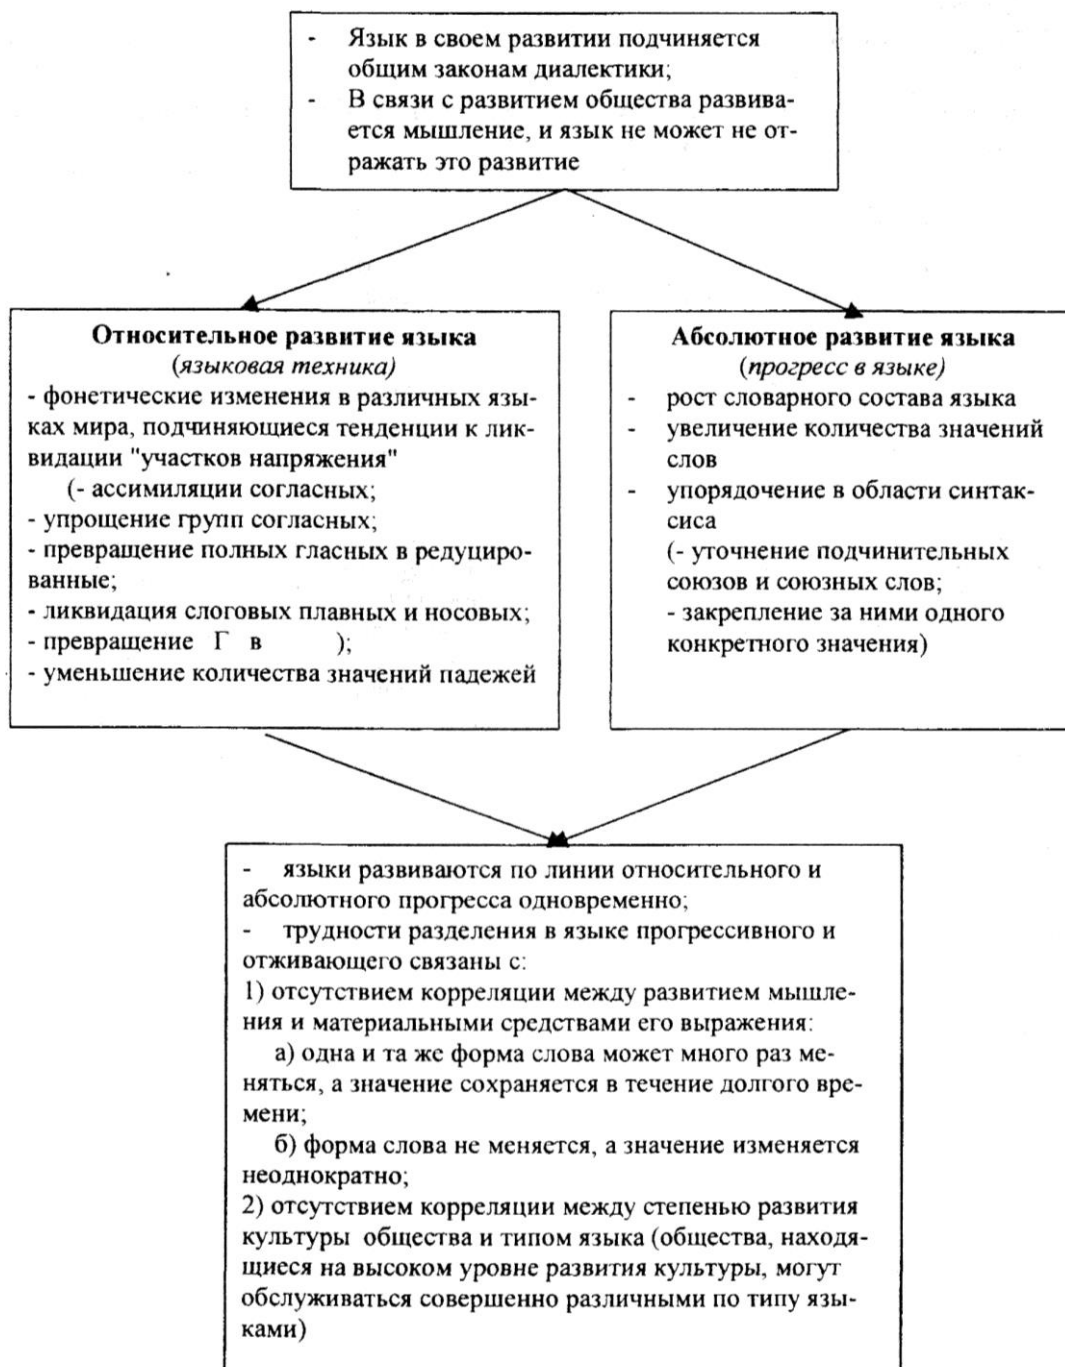 - Язык в своем развитии подчиняется
общим законам диалектики;
- В связи с развитием общества развива-
ется мышление, и язык не может не от-
ражать это развитие
Относительное развитие языка
(языковая техника)
- фонетические изменения в различных язы-
ках мира, подчиняющиеся тенденции к лик-
видации "участков напряжения"
(- ассимиляции согласных;
- упрощение групп согласных;
- превращение полных гласных в редуциро-
ванные;
- ликвидация слоговых плавных и носовых;
- превращение Г в );
- уменьшение количества значений падежей
Абсолютное развитие языка
(прогресс в языке)
- рост словарного состава языка
- увеличение количества значений
слов
- упорядочение в области синтак-
сиса
(- уточнение подчинительных
союзов и союзных слов;
- закрепление за ними одного
конкретного значения)
- языки развиваются по линии относительного и
абсолютного прогресса одновременно;
- трудности разделения в языке прогрессивного и
отживающего связаны с:
1) отсутствием корреляции между развитием мышле-
ния и материальными средствами его выражения:
а) одна и та же форма слова может много раз ме-
няться, а значение сохраняется в течение долгого вре-
мени;
б) форма слова не меняется, а значение изменяется
неоднократно;
2) отсутствием корреляции между степенью развития
культуры общества и типом языка (общества, находя-
щиеся на высоком уровне развития культуры, могут
обслуживаться совершенно различными по типу язы-
ками)